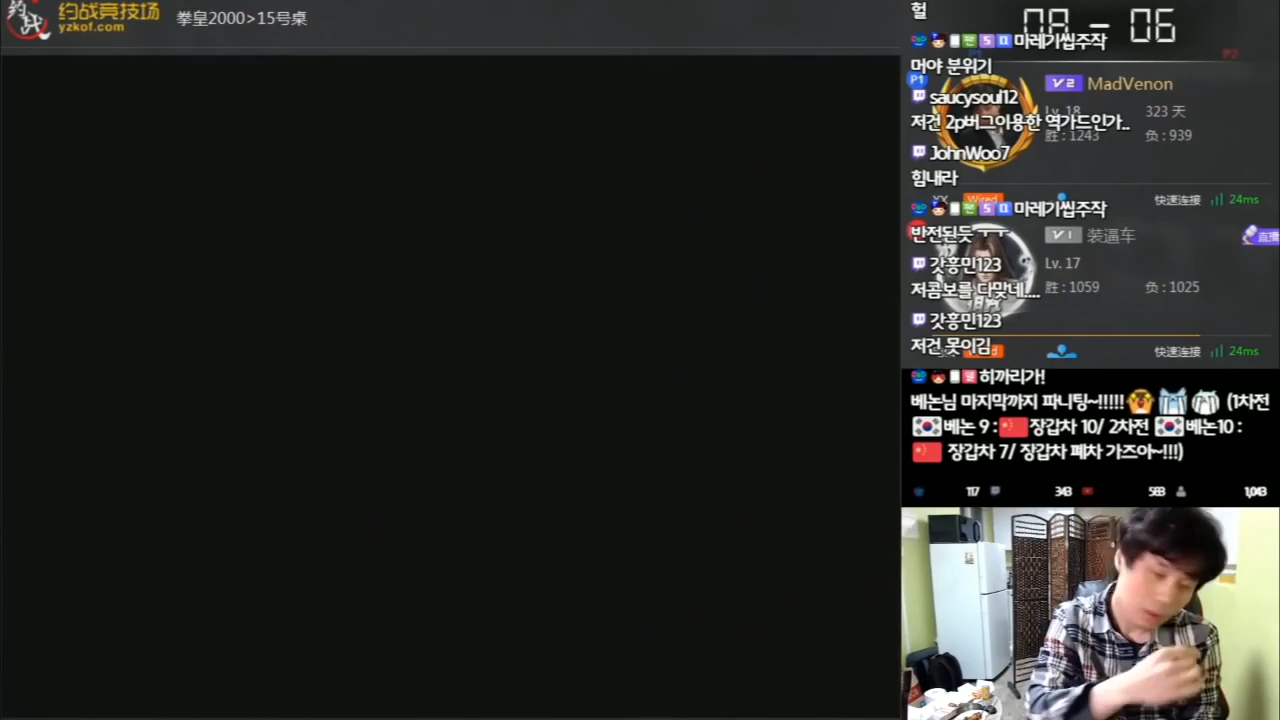 约战竞技场
yzkof.com
拳皇2000>15号桌
헐
08 - 06
마레기씹주작
P2
머야 분위기
P1
V2 MadVenon
saucysoul12
Lv. 18 323 天
저건 2p버그이용한 역가드인가..
胜 : 1243 负 : 939
JohnWoo7
힘내라
Wired 快速连接 24ms
마레기씹주작
반전된듯 ㅜㅜ
V1 装逼车
直播
갓흥민123
Lv. 17
저콤보를 다맞네....
胜 : 1059 负 : 1025
갓흥민123
저건 못이김
快速连接 24ms
히까리가!
베논님 마지막까지 파니팅~!!!!! (1차전
베논 9 : 장갑차 10/ 2차전 베논10 :
장갑차 7/ 장갑차 폐차 가즈아~!!!)
117 343 583 1,043